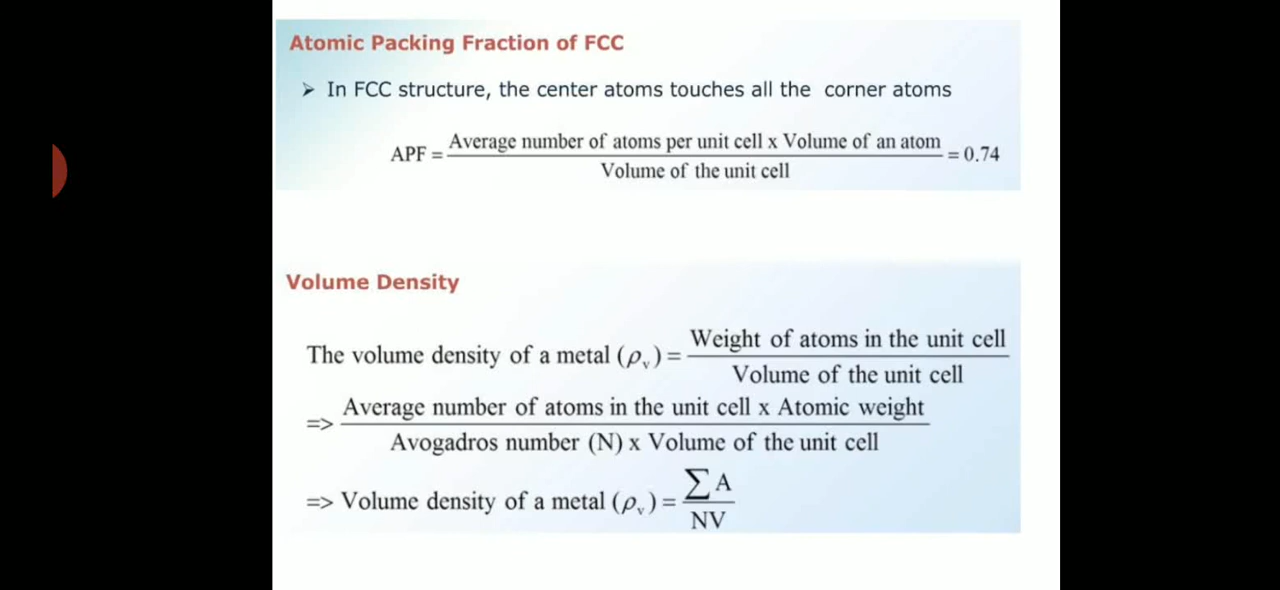 Atomic Packing Fraction of FCC
➢ In FCC structure, the center atoms touches all the corner atoms
APF = Average number of atoms per unit cell x Volume of an atom / Volume of the unit cell = 0.74
Volume Density
The volume density of a metal (ρᵥ) = Weight of atoms in the unit cell / Volume of the unit cell
=> Average number of atoms in the unit cell x Atomic weight / Avogadros number (N) x Volume of the unit cell
=> Volume density of a metal (ρᵥ) = ∑ A / NV